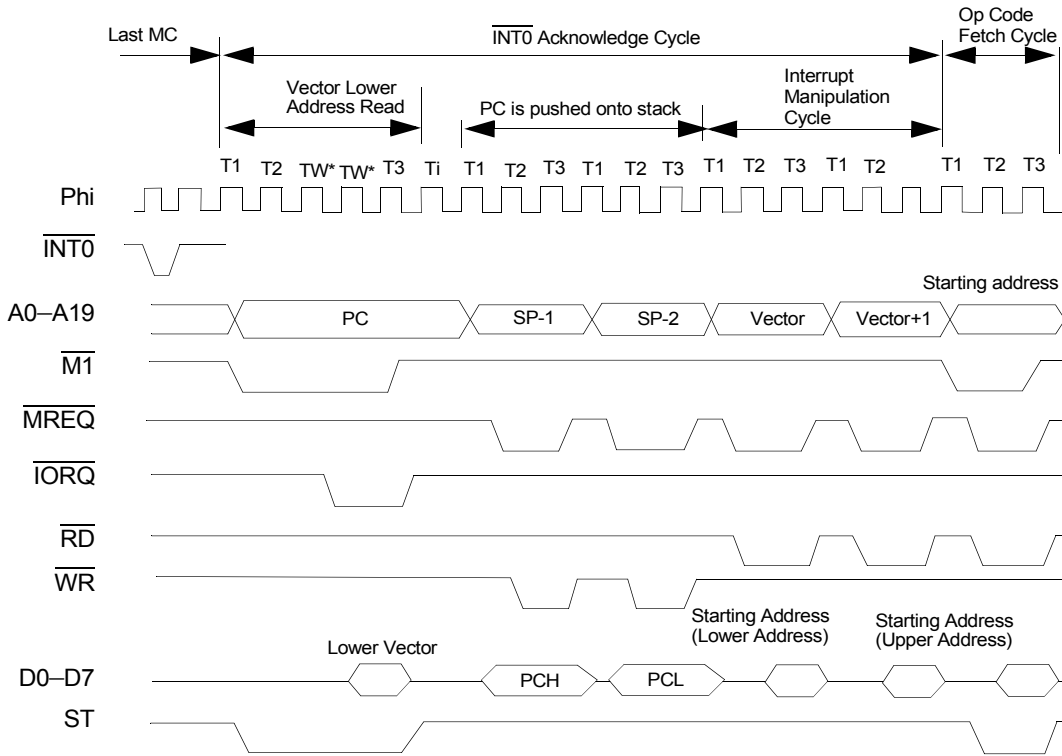 Last MC
INT0 Acknowledge Cycle
Op Code
Fetch Cycle
Vector Lower
Address Read
PC is pushed onto stack
Interrupt
Manipulation
Cycle
T1 T2 TW* TW* T3 Ti T1 T2 T3 T1 T2 T3 T1 T2 T3 T1 T2 T1 T2 T3
Phi
INT0
Starting address
A0–A19 PC SP-1 SP-2 Vector Vector+1
M1
MREQ
IORQ
RD
WR
Starting Address
(Lower Address)
Starting Address
(Upper Address)
Lower Vector
D0–D7 PCH PCL
ST